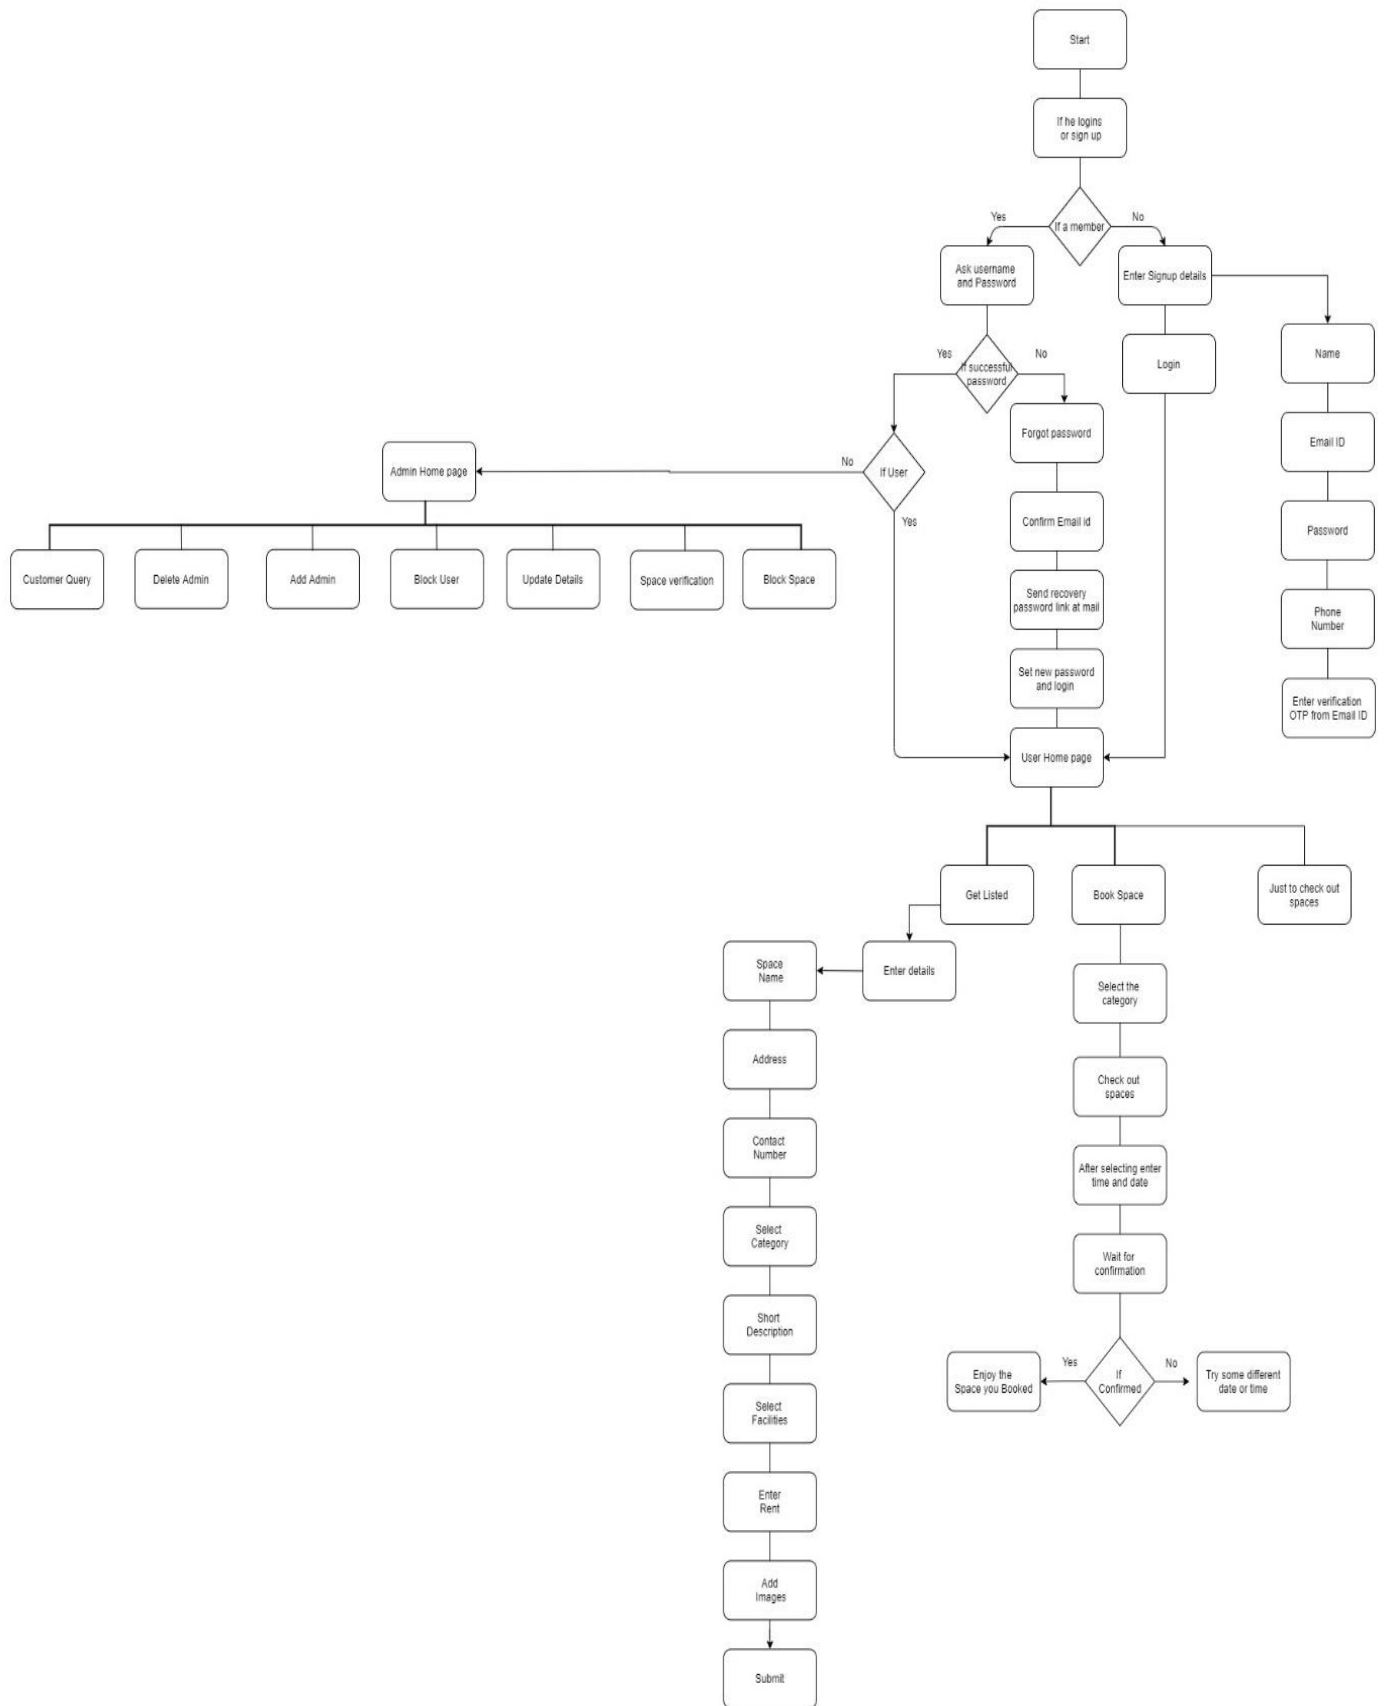 Start
If he logins
or sign up
Yes
If a member
No
Ask username
and Password
Enter Signup details
Name
Yes
If successful
password
No
Login
Forgot password
Email ID
Admin Home page
No
If User
Yes
Confirm Email id
Password
Customer Query
Delete Admin
Add Admin
Block User
Update Details
Space verification
Block Space
Send recovery
password link at mail
Phone
Number
Set new password
and login
Enter verification
OTP from Email ID
User Home page
Get Listed
Book Space
Just to check out
spaces
Space
Name
Enter details
Select the
category
Address
Check out
spaces
Contact
Number
After selecting enter
time and date
Select
Category
Wait for
confirmation
Short
Description
Enjoy the
Space you Booked
Yes
If
Confirmed
No
Try some different
date or time
Select
Facilities
Enter
Rent
Add
Images
Submit